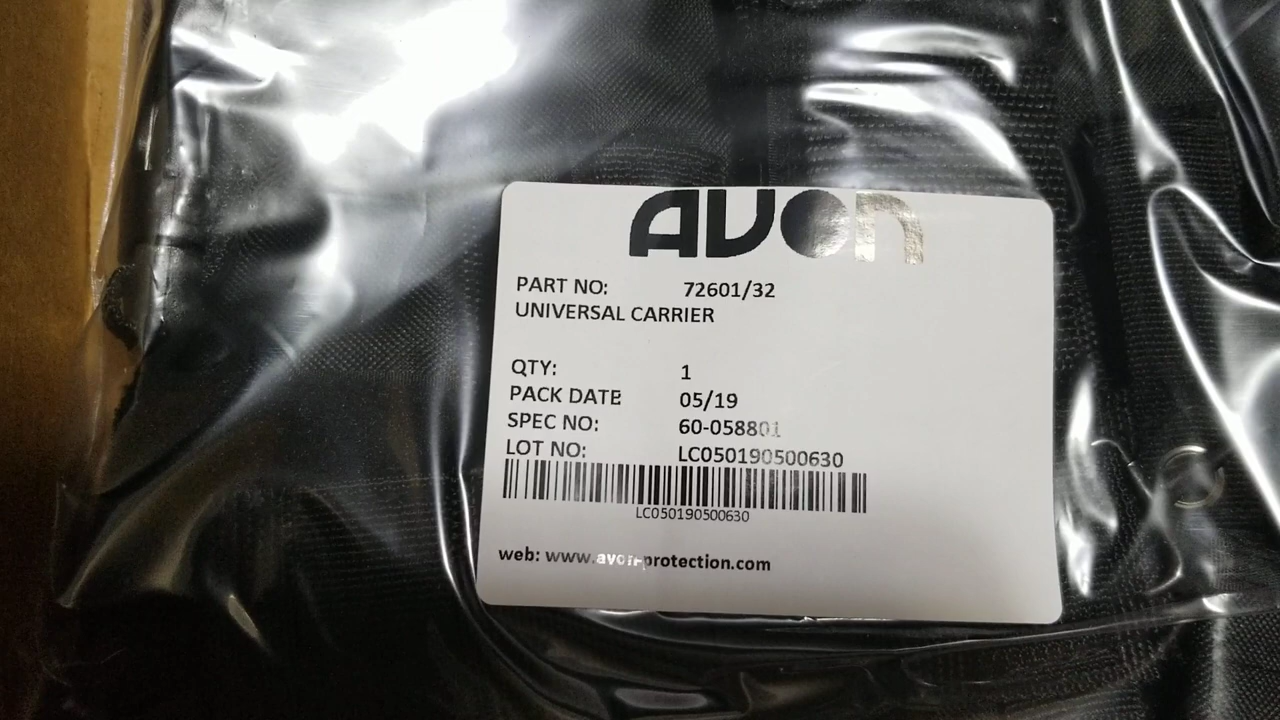 AVON
PART NO: 72601/32
UNIVERSAL CARRIER
QTY: 1
PACK DATE 05/19
SPEC NO: 60-058801
LOT NO: LC050190500630
LC050190500630
web: www.avon-protection.com